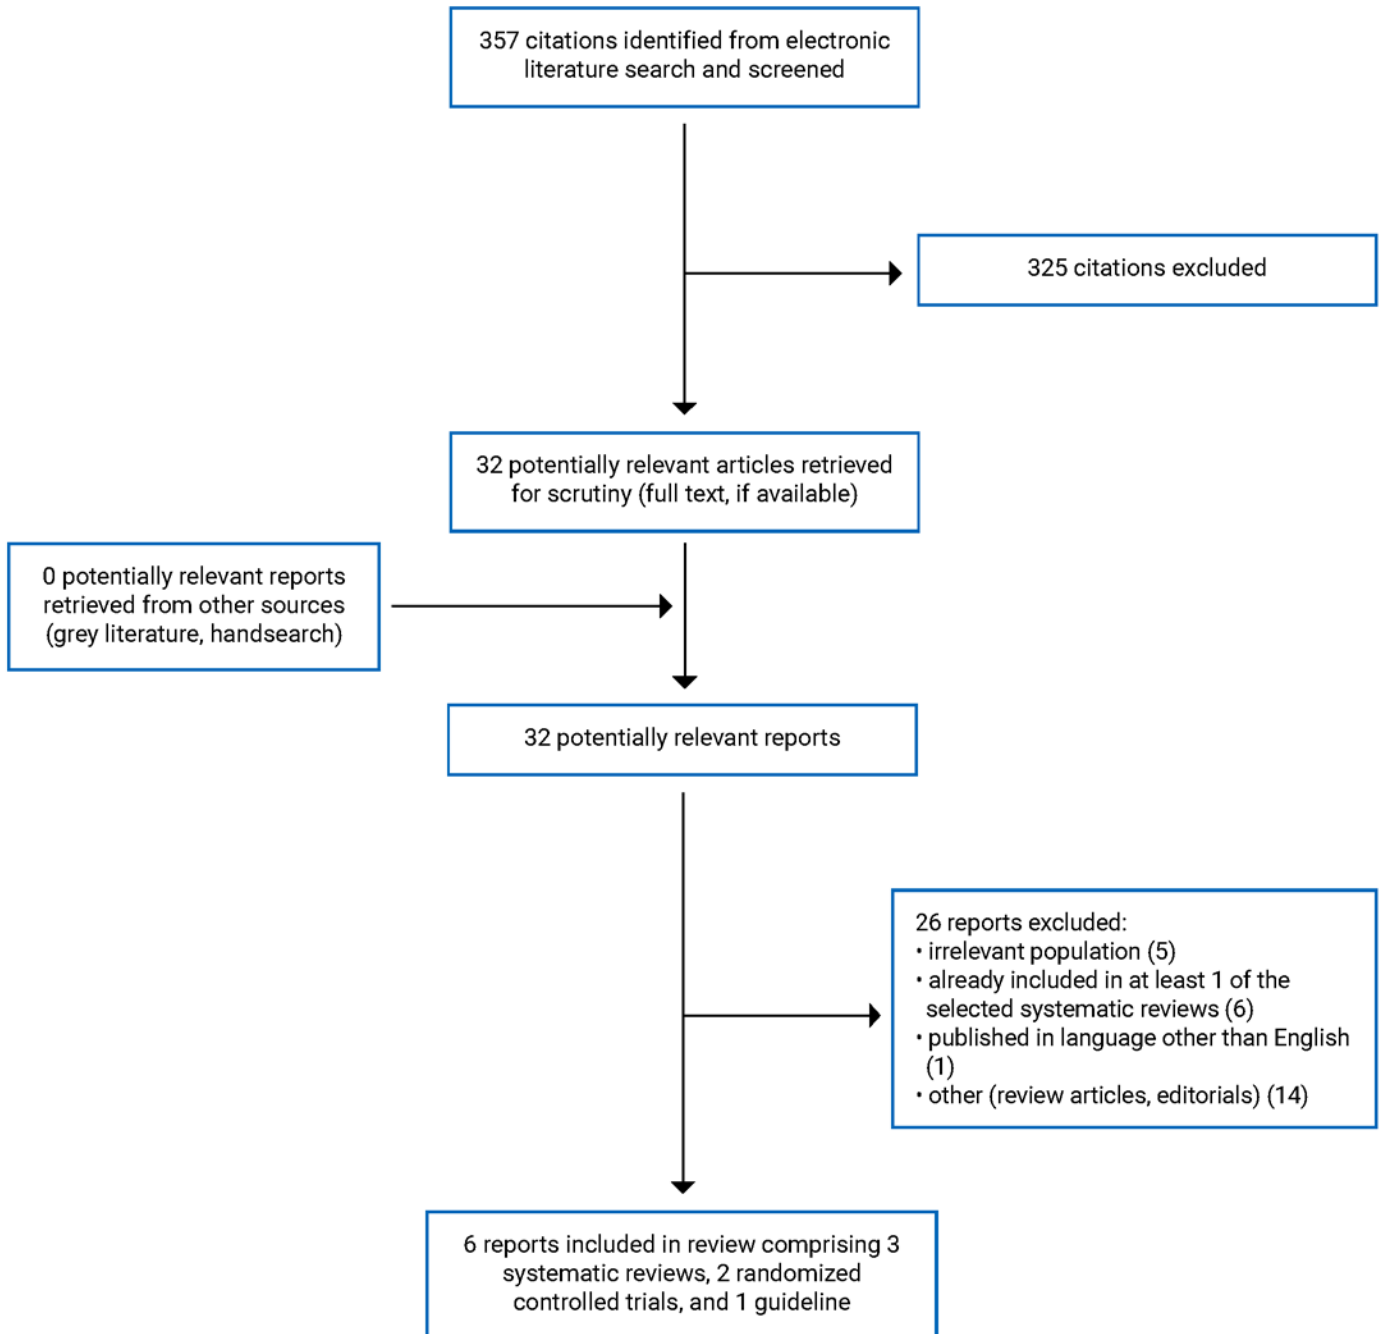 357 citations identified from electronic
literature search and screened
325 citations excluded
32 potentially relevant articles retrieved
for scrutiny (full text, if available)
0 potentially relevant reports
retrieved from other sources
(grey literature, handsearch)
32 potentially relevant reports
26 reports excluded:
• irrelevant population (5)
• already included in at least 1 of the
selected systematic reviews (6)
• published in language other than English
(1)
• other (review articles, editorials) (14)
6 reports included in review comprising 3
systematic reviews, 2 randomized
controlled trials, and 1 guideline